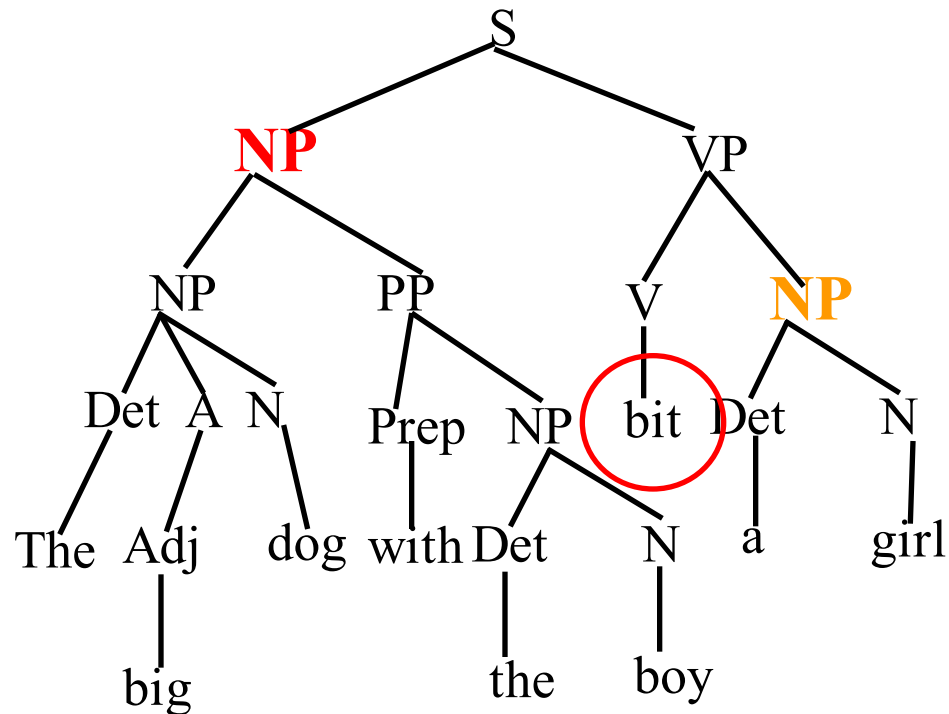 S
NP VP
NP PP V NP
Det A N Prep NP bit Det N
The Adj dog with Det N a girl
big the boy